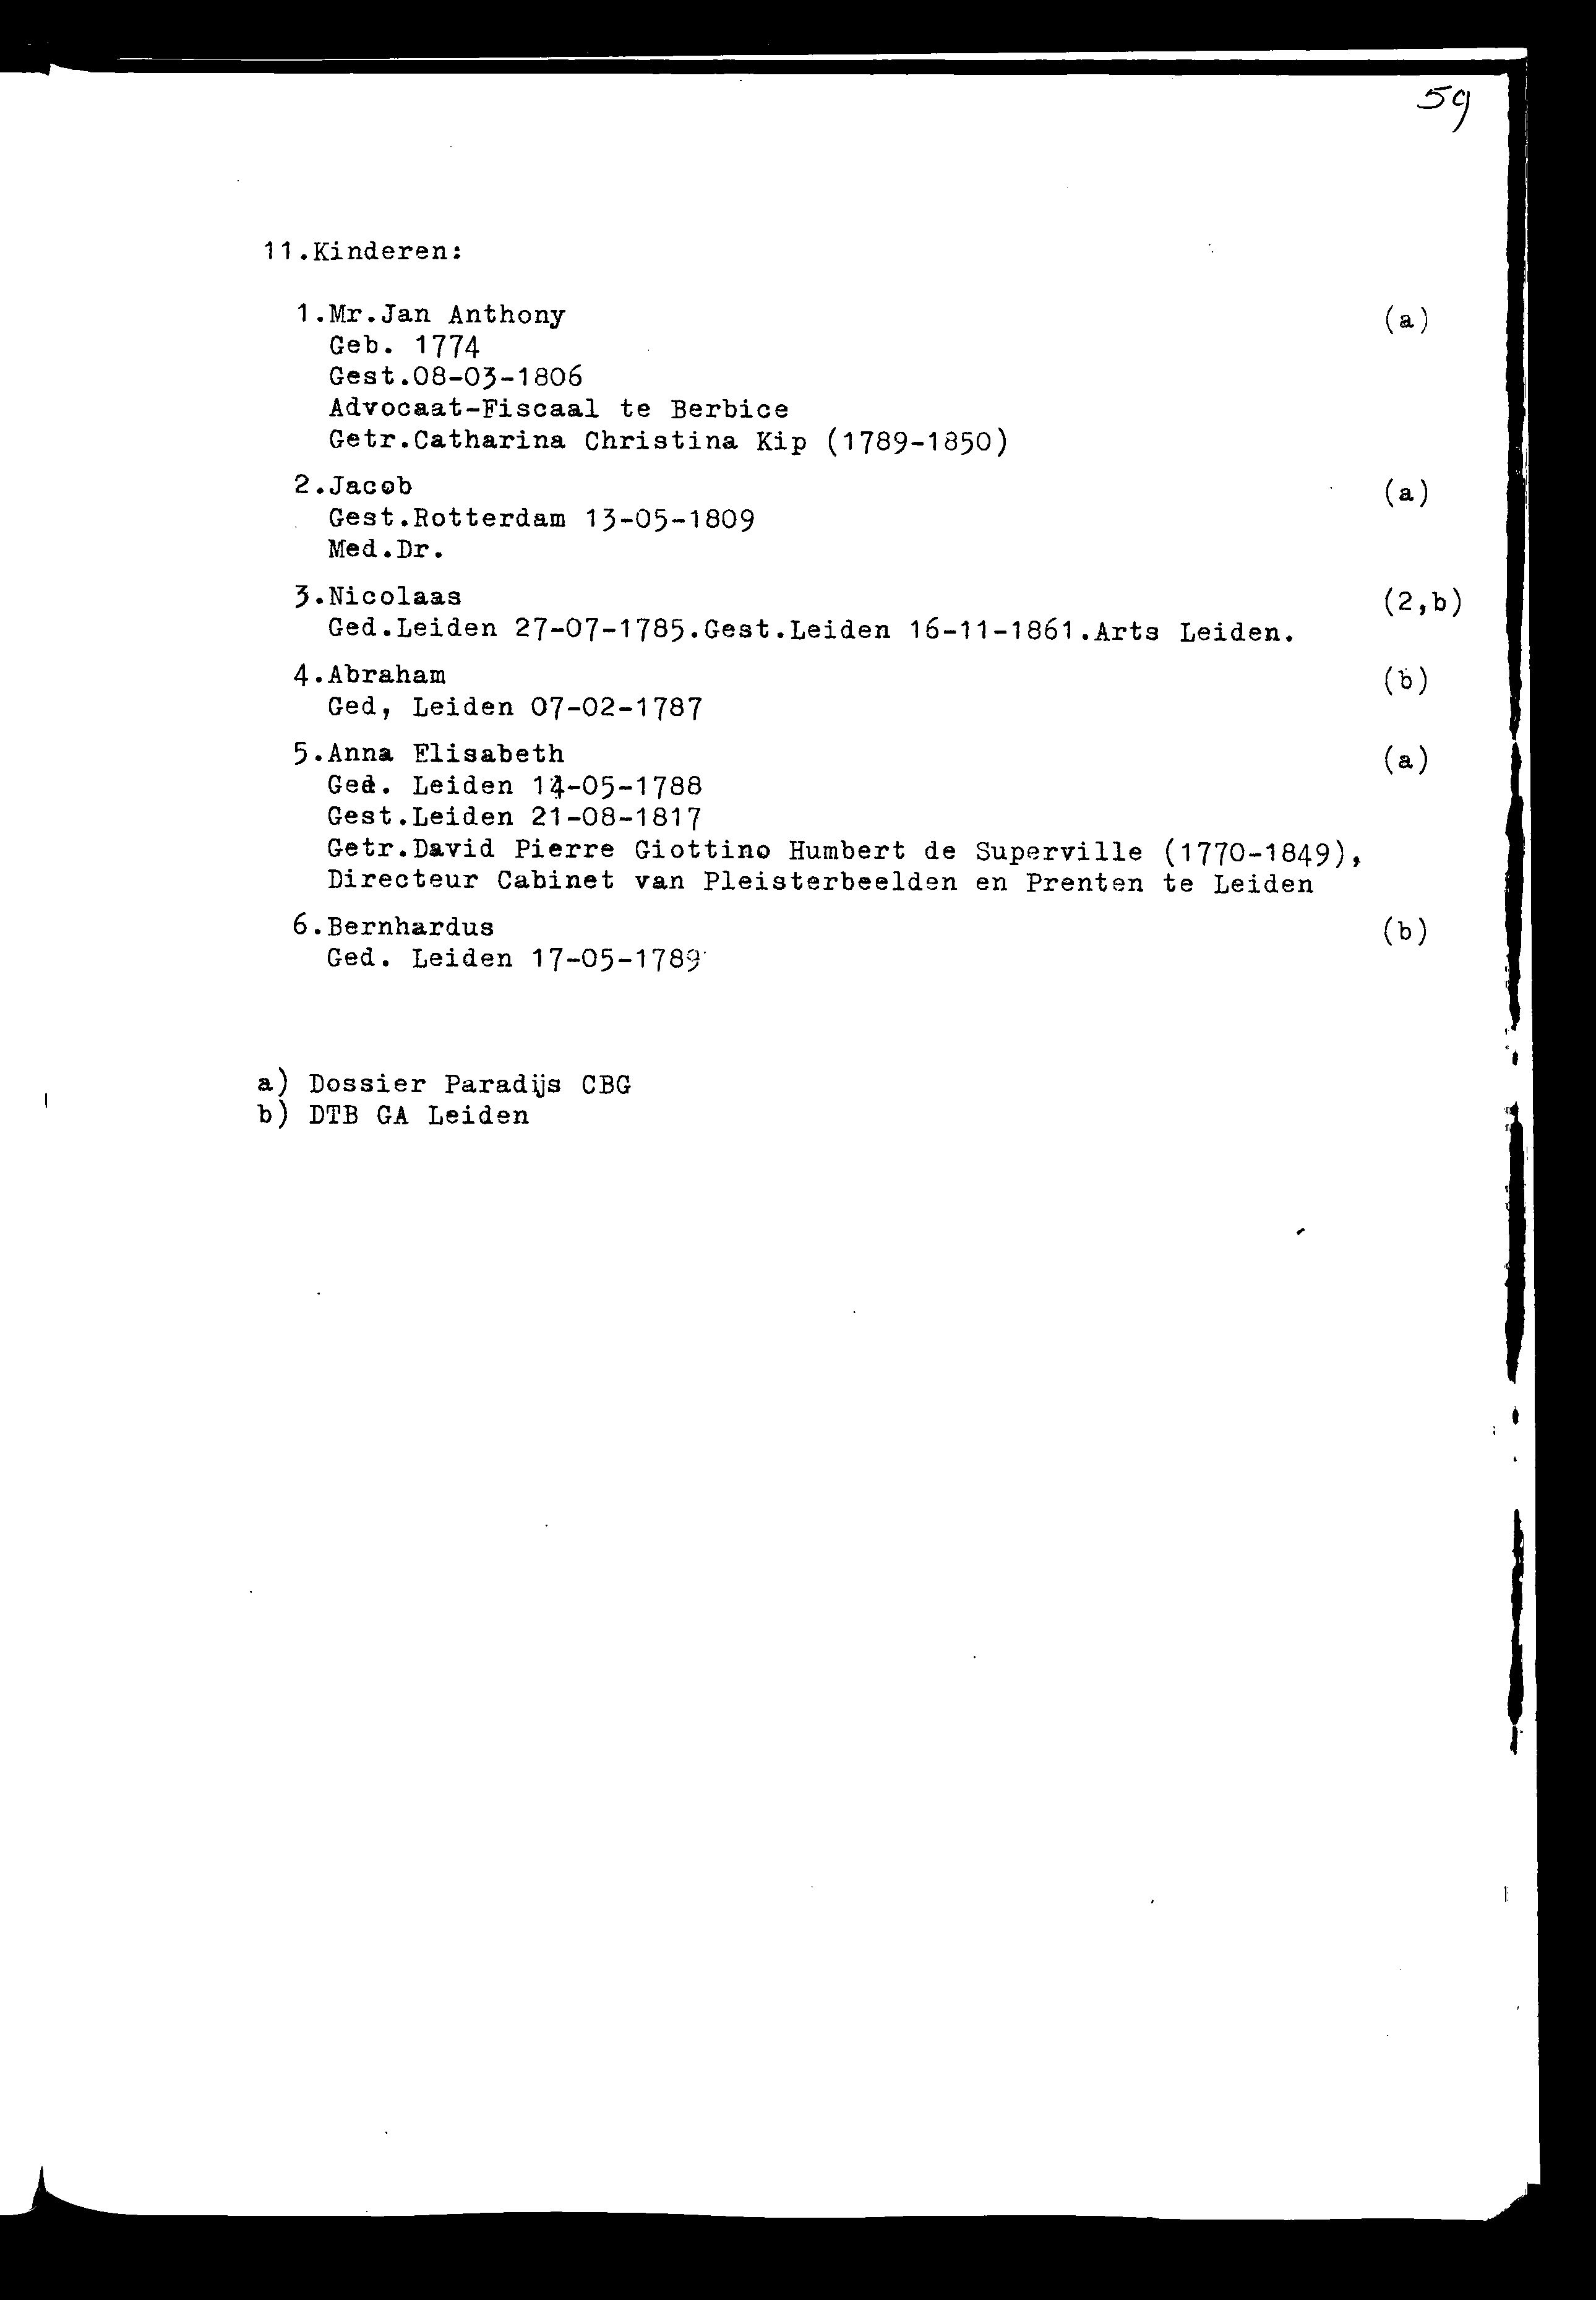 59
11.Kinderen:
1.Mr.Jan Anthony (a)
Geb. 1774
Gest.08-03-1806
Advocaat-Fiscaal te Berbice
Getr.Catharina Christina Kip (1789-1850)
2.Jacob (a)
Gest.Rotterdam 13-05-1809
Med.Dr.
3.Nicolaas (2,b)
Ged.Leiden 27-07-1785.Gest.Leiden 16-11-1861.Arts Leiden.
4.Abraham (b)
Ged, Leiden 07-02-1787
5.Anna Elisabeth (a)
Ged. Leiden 14-05-1788
Gest.Leiden 21-08-1817
Getr.David Pierre Giottino Humbert de Superville (1770-1849),
Directeur Cabinet van Pleisterbeelden en Prenten te Leiden
6.Bernhardus (b)
Ged. Leiden 17-05-1789
a) Dossier Paradijs CBG
b) DTB GA Leiden